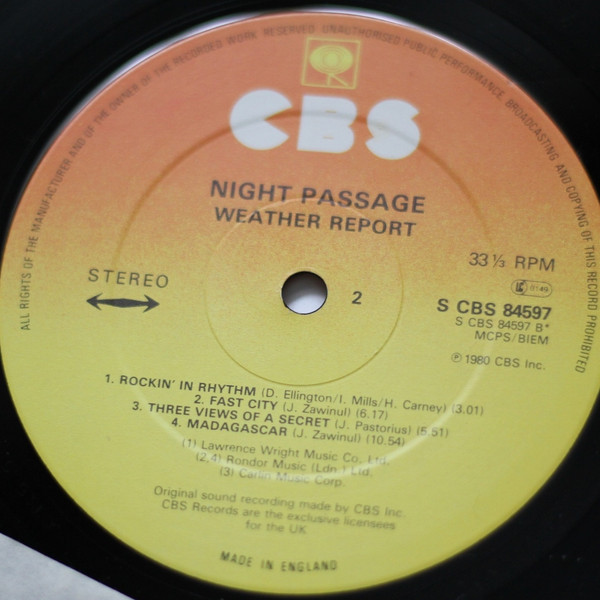 ALL RIGHTS OF THE MANUFACTURER AND OF THE OWNER OF THE RECORDED WORK RESERVED UNAUTHORISED PUBLIC PERFORMANCE, BROADCASTING AND COPYING OF THIS RECORD PROHIBITED
CBS
NIGHT PASSAGE
WEATHER REPORT
33⅓ RPM
STEREO
2
S CBS 84597
S CBS 84597 B*
MCPS/BIEM
℗ 1980 CBS Inc.
1. ROCKIN' IN RHYTHM (D. Ellington/I. Mills/H. Carney) (3.01)
2. FAST CITY (J. Zawinul) (6.17)
3. THREE VIEWS OF A SECRET (J. Pastorius) (5.51)
4. MADAGASCAR (J. Zawinul) (10.54)
(1) Lawrence Wright Music Co., Ltd.
(2,4) Rondor Music (Ldn.) Ltd.
(3) Carlin Music Corp.
Original sound recording made by CBS Inc.
CBS Records are the exclusive licensees
for the UK
MADE IN ENGLAND